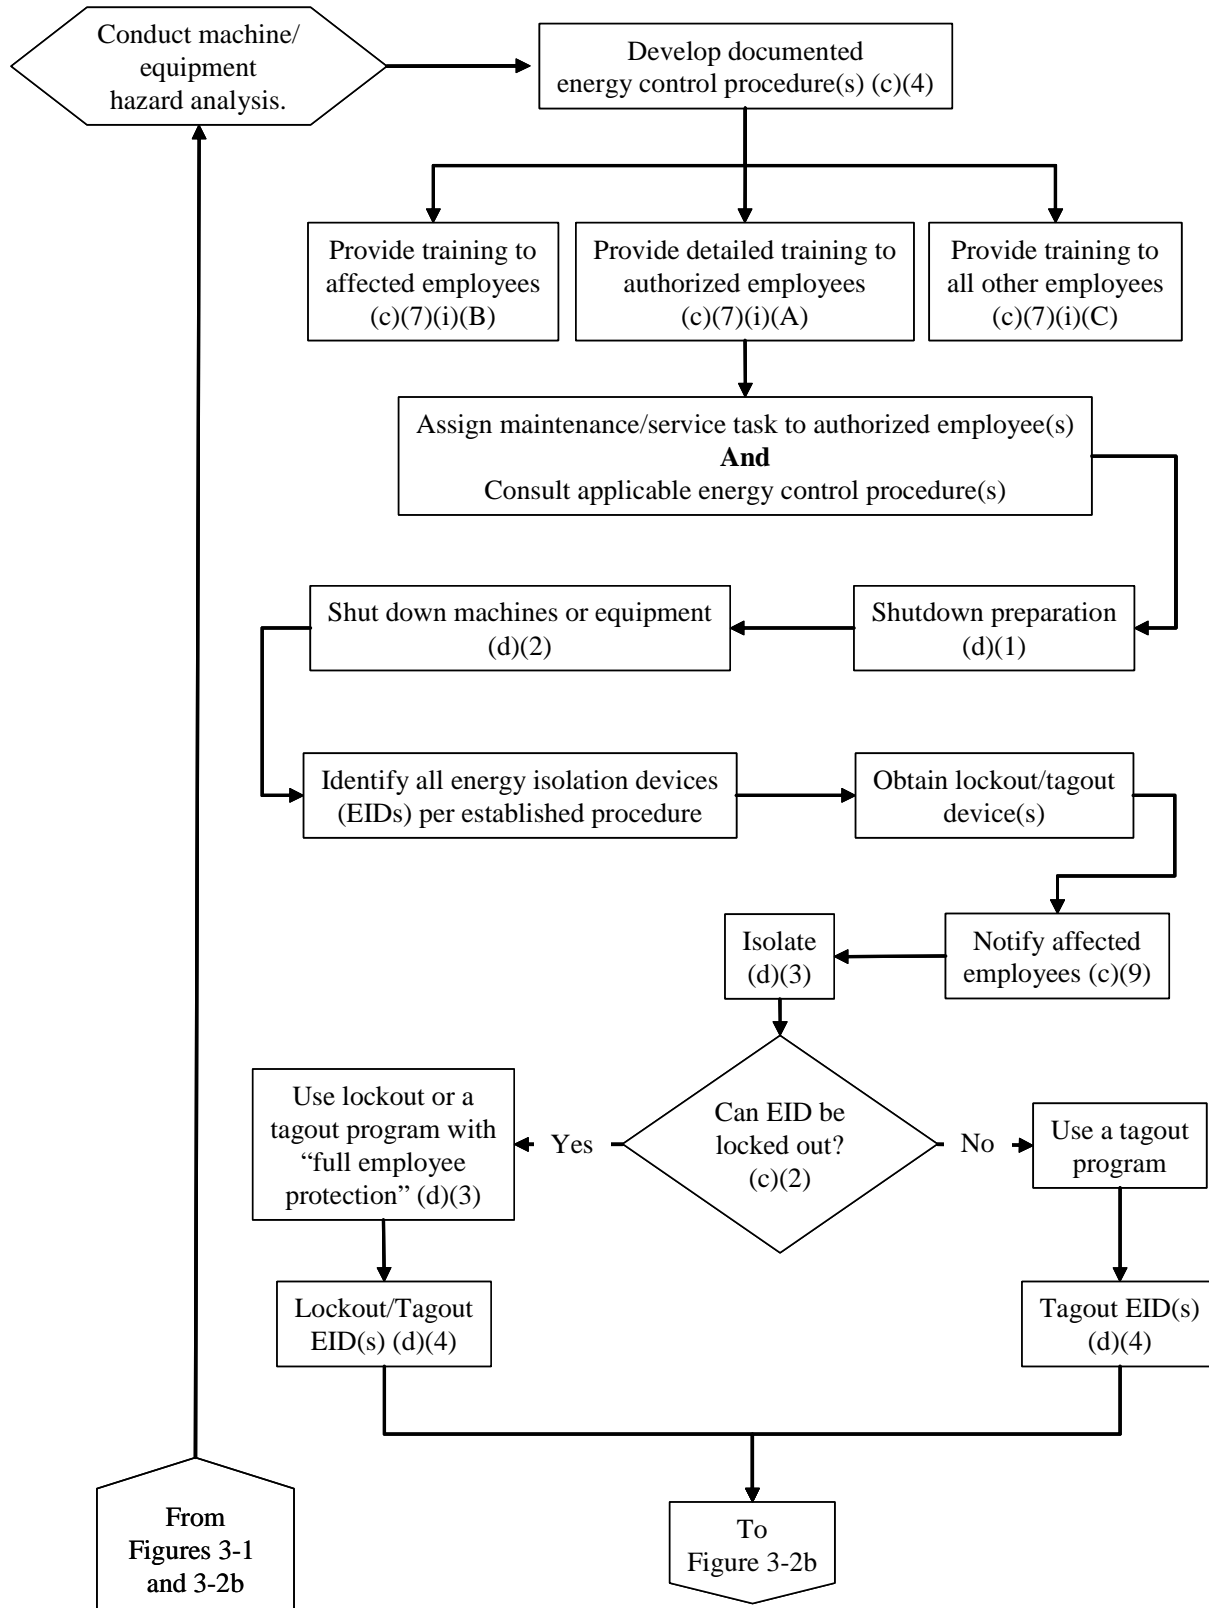 Conduct machine/
equipment
hazard analysis.
Develop documented
energy control procedure(s) (c)(4)
Provide training to
affected employees
(c)(7)(i)(B)
Provide detailed training to
authorized employees
(c)(7)(i)(A)
Provide training to
all other employees
(c)(7)(i)(C)
Assign maintenance/service task to authorized employee(s)
And
Consult applicable energy control procedure(s)
Shut down machines or equipment
(d)(2)
Shutdown preparation
(d)(1)
Identify all energy isolation devices
(EIDs) per established procedure
Obtain lockout/tagout
device(s)
Isolate
(d)(3)
Notify affected
employees (c)(9)
Use lockout or a
tagout program with
“full employee
protection” (d)(3)
Yes
Can EID be
locked out?
(c)(2)
No
Use a tagout
program
Lockout/Tagout
EID(s) (d)(4)
Tagout EID(s)
(d)(4)
From
Figures 3-1
and 3-2b
To
Figure 3-2b